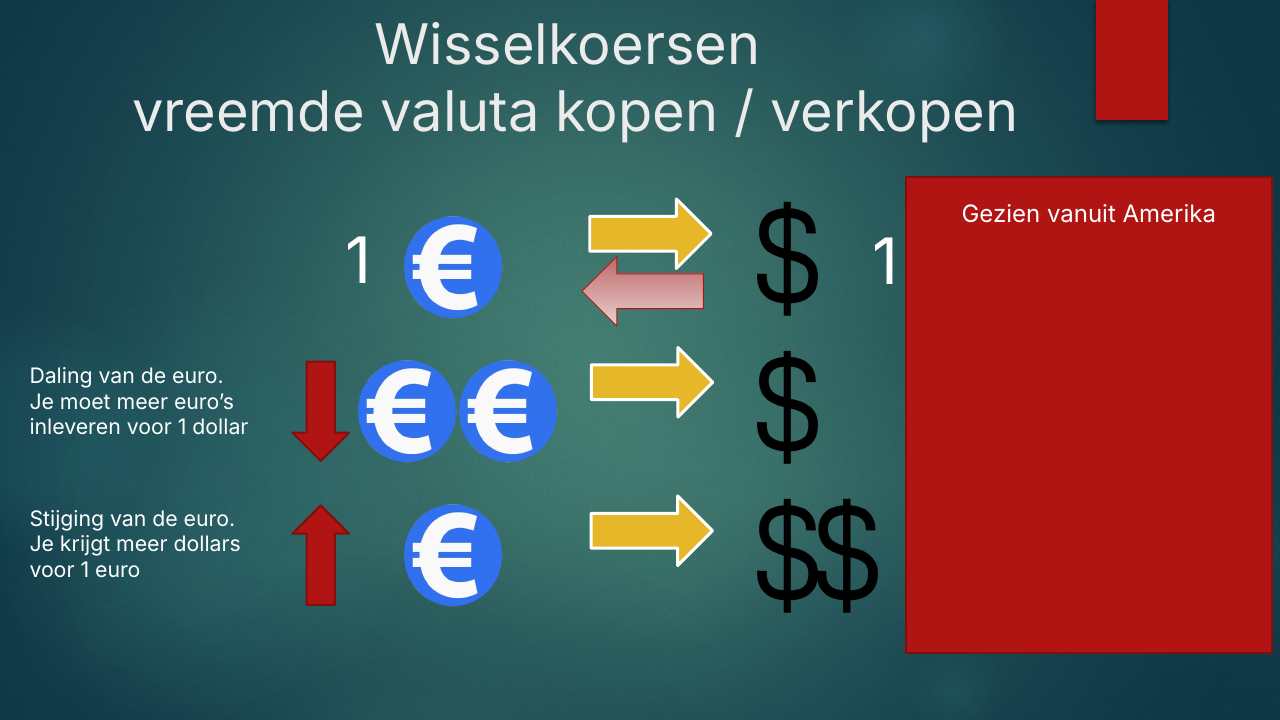 Wisselkoersen
vreemde valuta kopen / verkopen
Gezien vanuit Amerika
1 € $ 1
Daling van de euro.
Je moet meer euro’s
inleveren voor 1 dollar
€ € $
Stijging van de euro.
Je krijgt meer dollars
voor 1 euro
€ $$